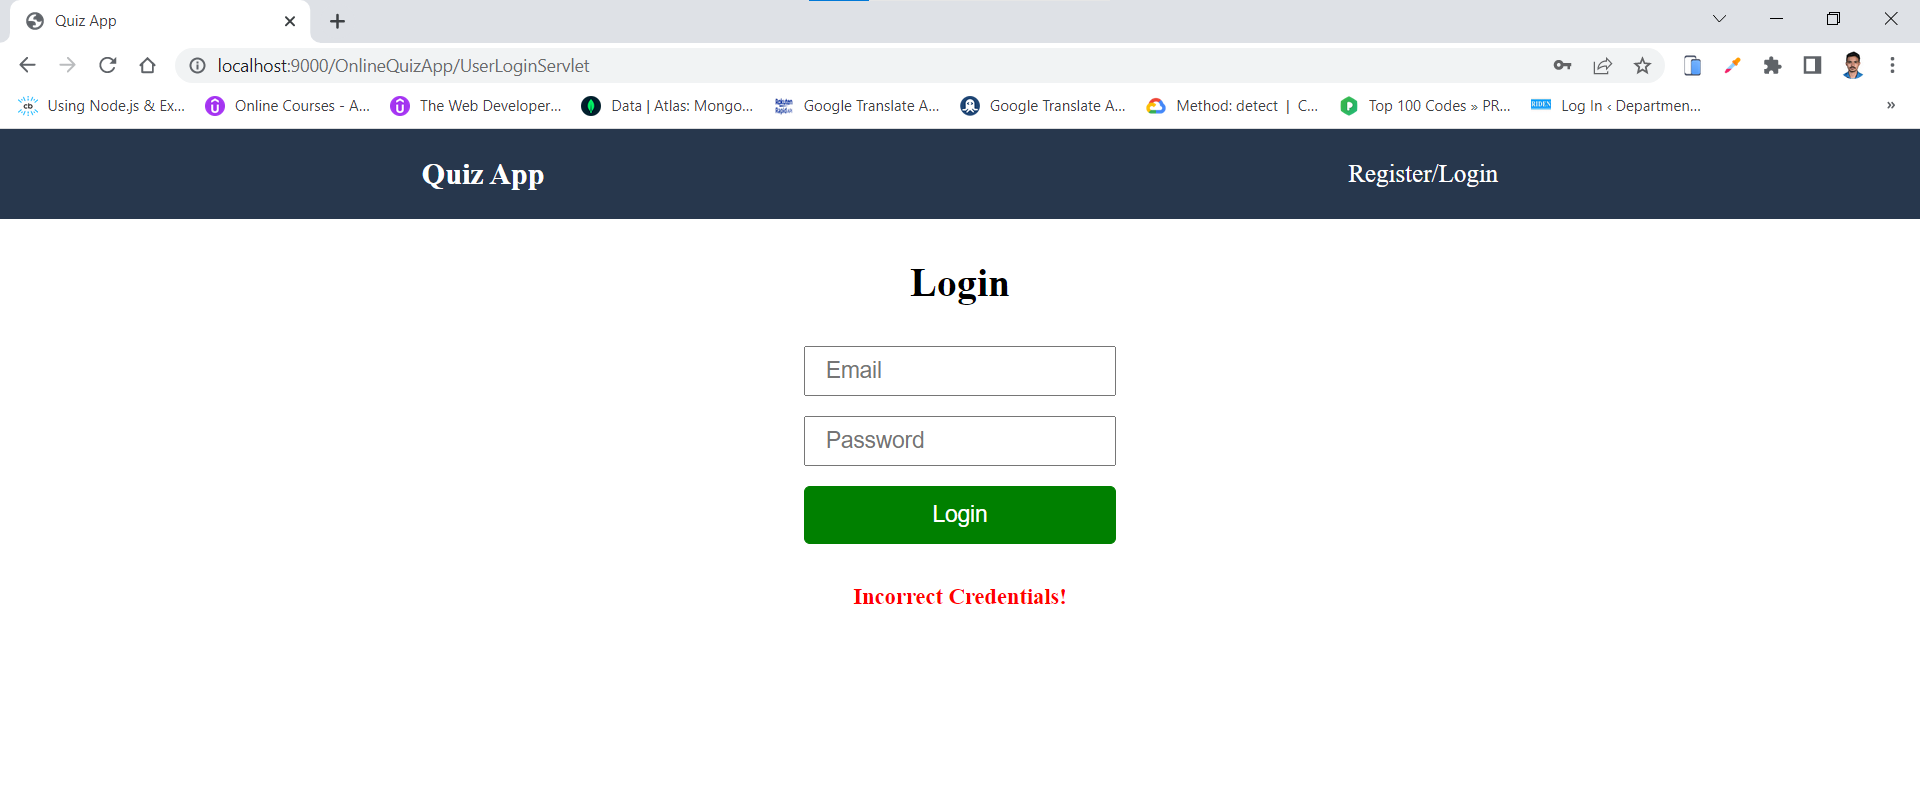 Quiz App
localhost:9000/OnlineQuizApp/UserLoginServlet
cb Using Node.js & Ex... Online Courses - A... The Web Developer... Data | Atlas: Mongo... Google Translate A... Google Translate A... Method: detect | C... Top 100 Codes » PR... RIDEN Log In ‹ Departmen... »
Quiz App Register/Login
Login
Email
Password
Login
Incorrect Credentials!